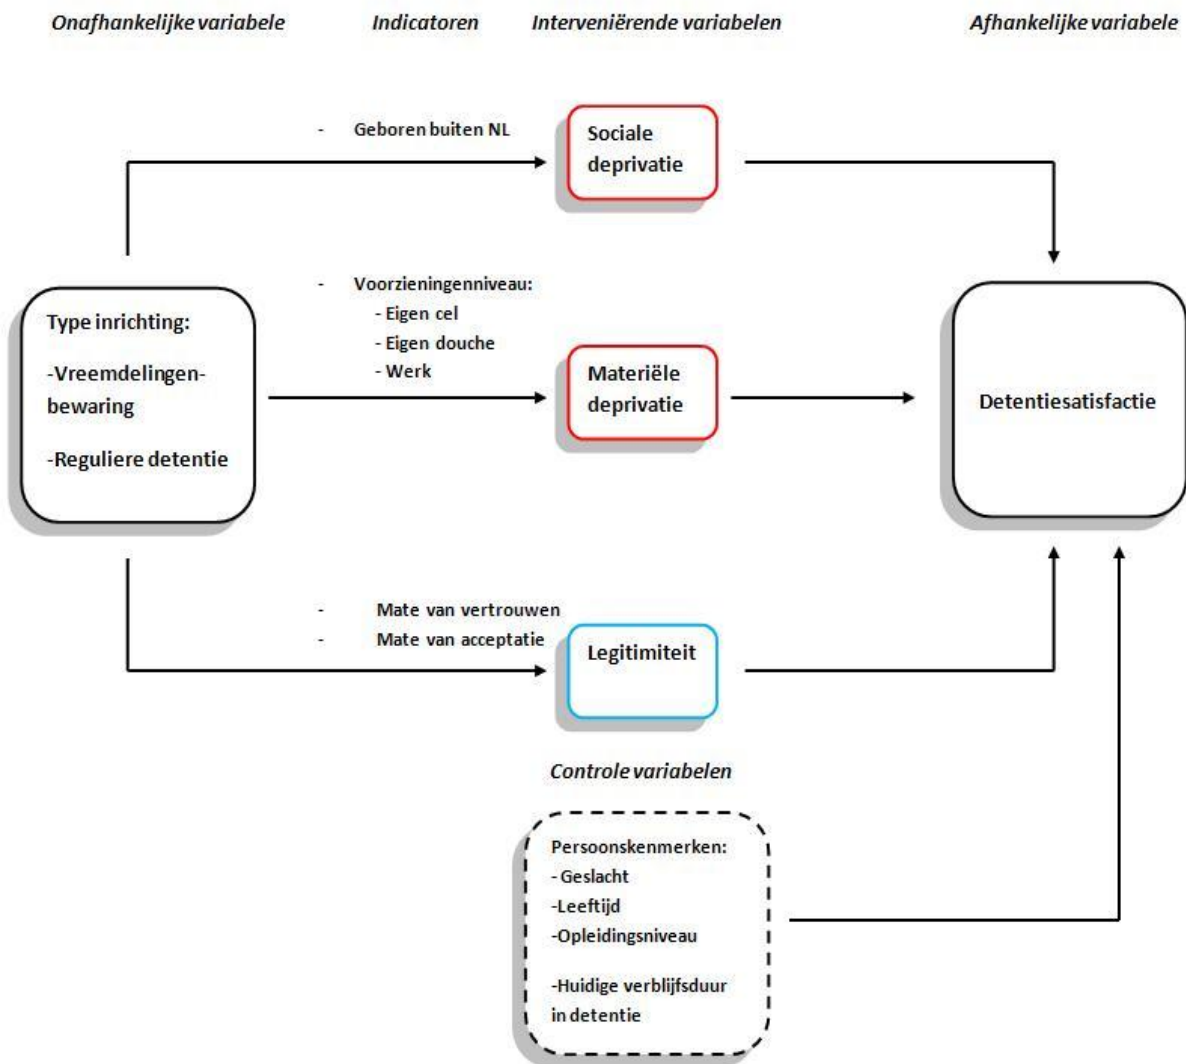 Onafhankelijke variabele
Indicatoren
Interveniërende variabelen
Afhankelijke variabele
- Geboren buiten NL
Sociale
deprivatie
Type inrichting:
-Vreemdelingen-
bewaring
-Reguliere detentie
- Voorzieningenniveau:
- Eigen cel
- Eigen douche
- Werk
Materiële
deprivatie
Detentiesatisfactie
- Mate van vertrouwen
- Mate van acceptatie
Legitimiteit
Controle variabelen
Persoonskenmerken:
- Geslacht
-Leeftijd
-Opleidingsniveau
-Huidige verblijfsduur
in detentie